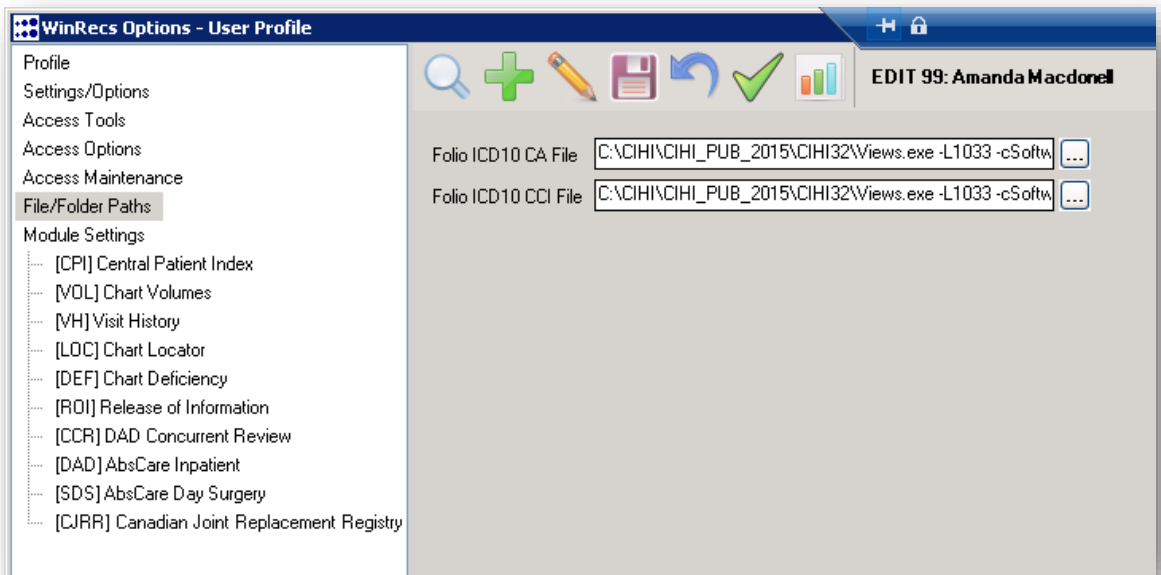 WinRecs Options - User Profile
Profile
Settings/Options
Access Tools
Access Options
Access Maintenance
File/Folder Paths
Module Settings
[CPI] Central Patient Index
[VOL] Chart Volumes
[VH] Visit History
[LOC] Chart Locator
[DEF] Chart Deficiency
[ROI] Release of Information
[CCR] DAD Concurrent Review
[DAD] AbsCare Inpatient
[SDS] AbsCare Day Surgery
[CJRR] Canadian Joint Replacement Registry
EDIT 99: Amanda Macdonell
Folio ICD10 CA File C:\CIHI\CIHI_PUB_2015\CIHI32\Views.exe -L1033 -cSoftw ...
Folio ICD10 CCI File C:\CIHI\CIHI_PUB_2015\CIHI32\Views.exe -L1033 -cSoftw ...